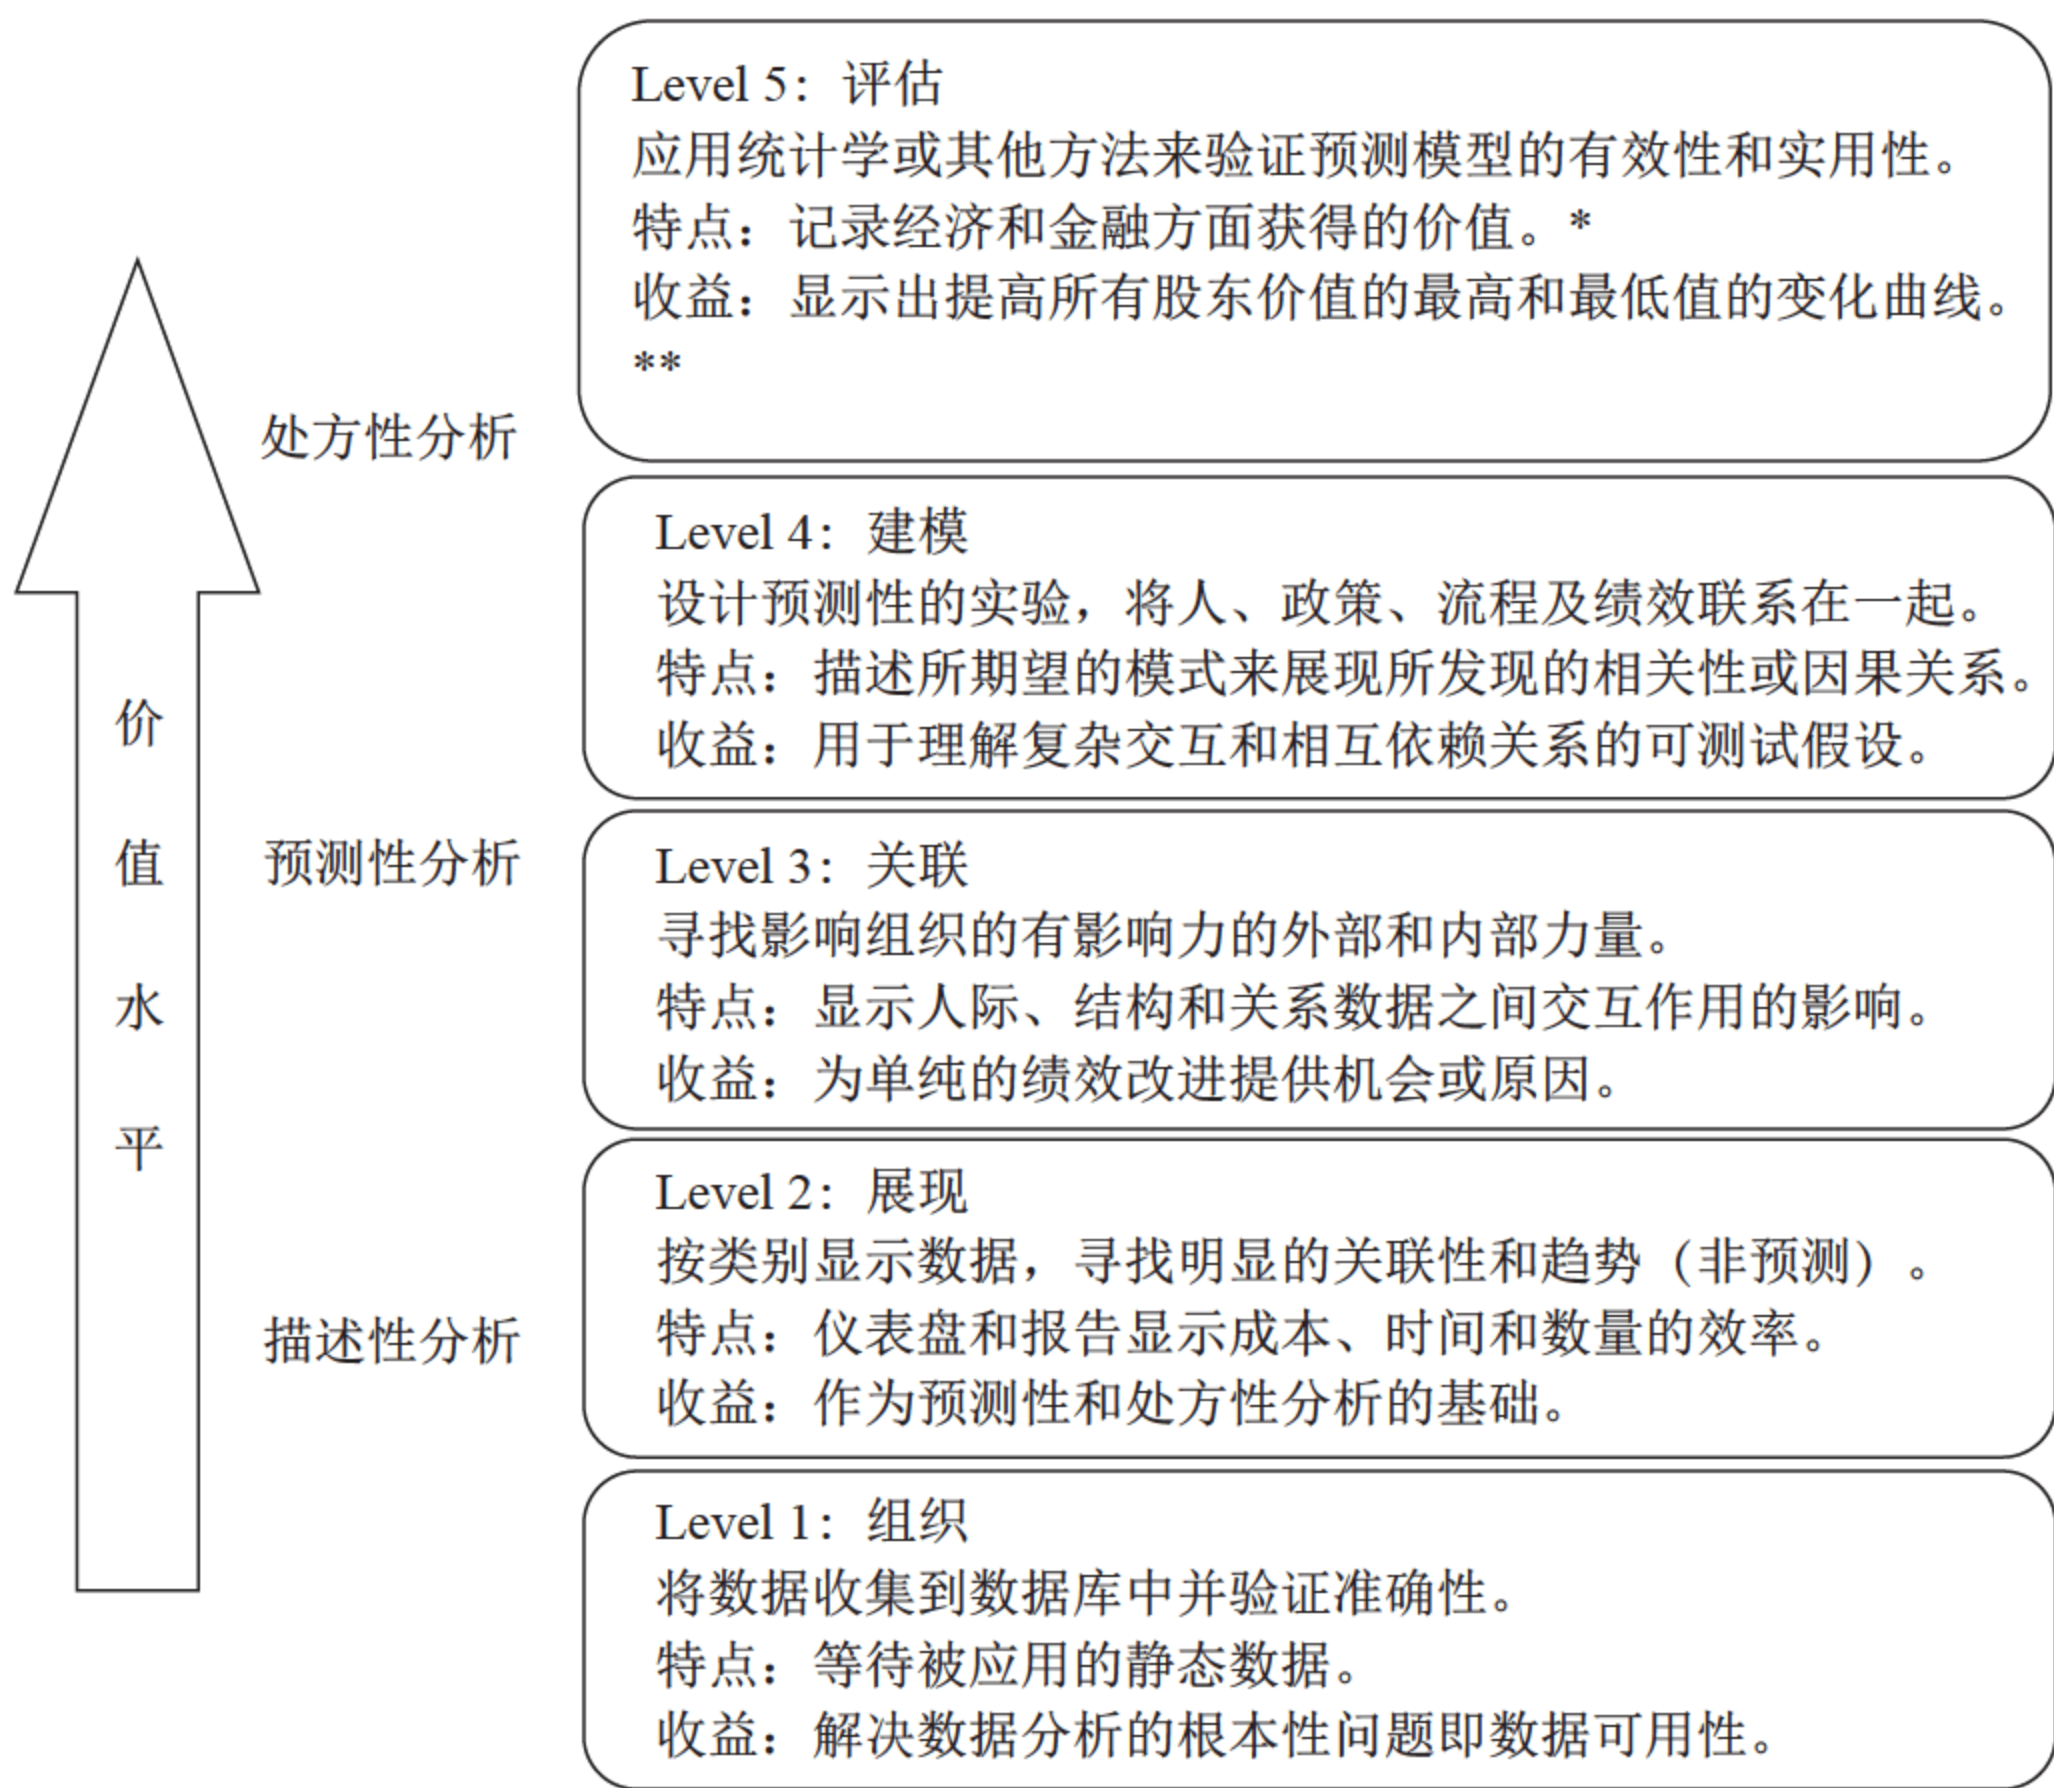 Level 5：评估
应用统计学或其他方法来验证预测模型的有效性和实用性。
特点：记录经济和金融方面获得的价值。*
收益：显示出提高所有股东价值的最高和最低值的变化曲线。
**
处方性分析
Level 4：建模
设计预测性的实验，将人、政策、流程及绩效联系在一起。
特点：描述所期望的模式来展现所发现的相关性或因果关系。
收益：用于理解复杂交互和相互依赖关系的可测试假设。
价
值
水
平
预测性分析
Level 3：关联
寻找影响组织的有影响力的外部和内部力量。
特点：显示人际、结构和关系数据之间交互作用的影响。
收益：为单纯的绩效改进提供机会或原因。
Level 2：展现
按类别显示数据，寻找明显的关联性和趋势（非预测）。
特点：仪表盘和报告显示成本、时间和数量的效率。
收益：作为预测性和处方性分析的基础。
描述性分析
Level 1：组织
将数据收集到数据库中并验证准确性。
特点：等待被应用的静态数据。
收益：解决数据分析的根本性问题即数据可用性。